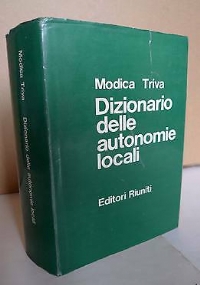 Modica Triva
Dizionario
delle
autonomie
locali
Editori Riuniti
Modica Triva
Dizionario delle autonomie locali